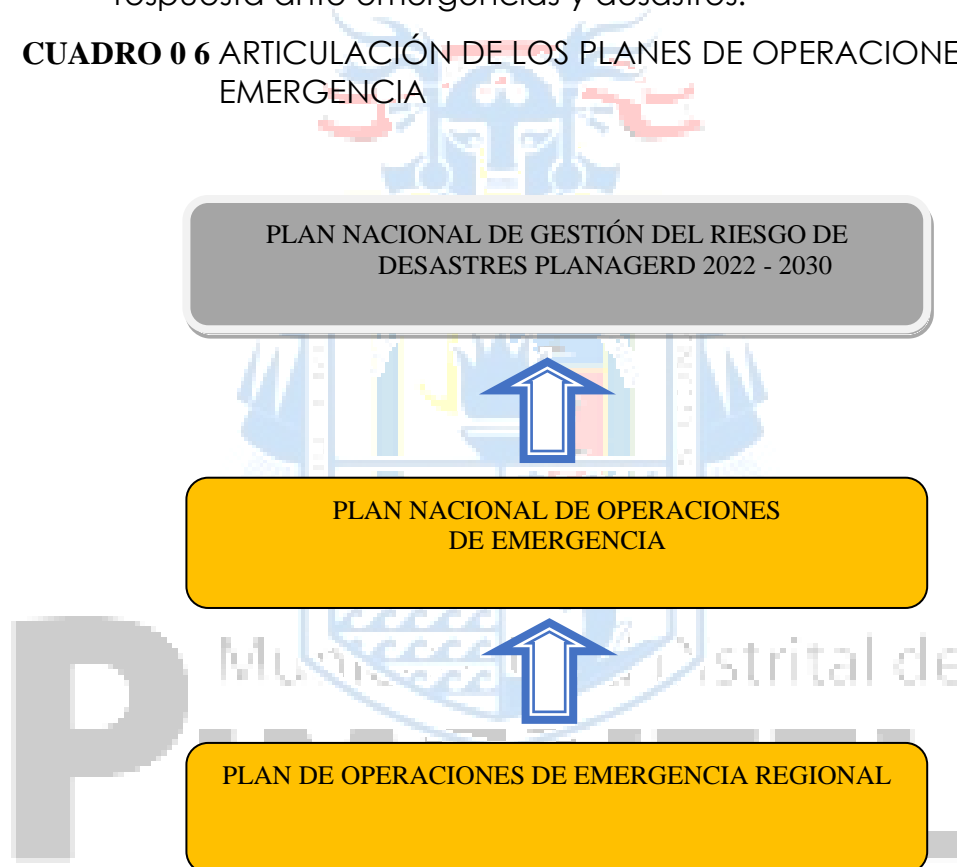 respuesta ante emergencias y desastres.
CUADRO 0 6 ARTICULACIÓN DE LOS PLANES DE OPERACIONE
EMERGENCIA
PLAN NACIONAL DE GESTIÓN DEL RIESGO DE
DESASTRES PLANAGERD 2022 - 2030
PLAN NACIONAL DE OPERACIONES
DE EMERGENCIA
strital de
PLAN DE OPERACIONES DE EMERGENCIA REGIONAL